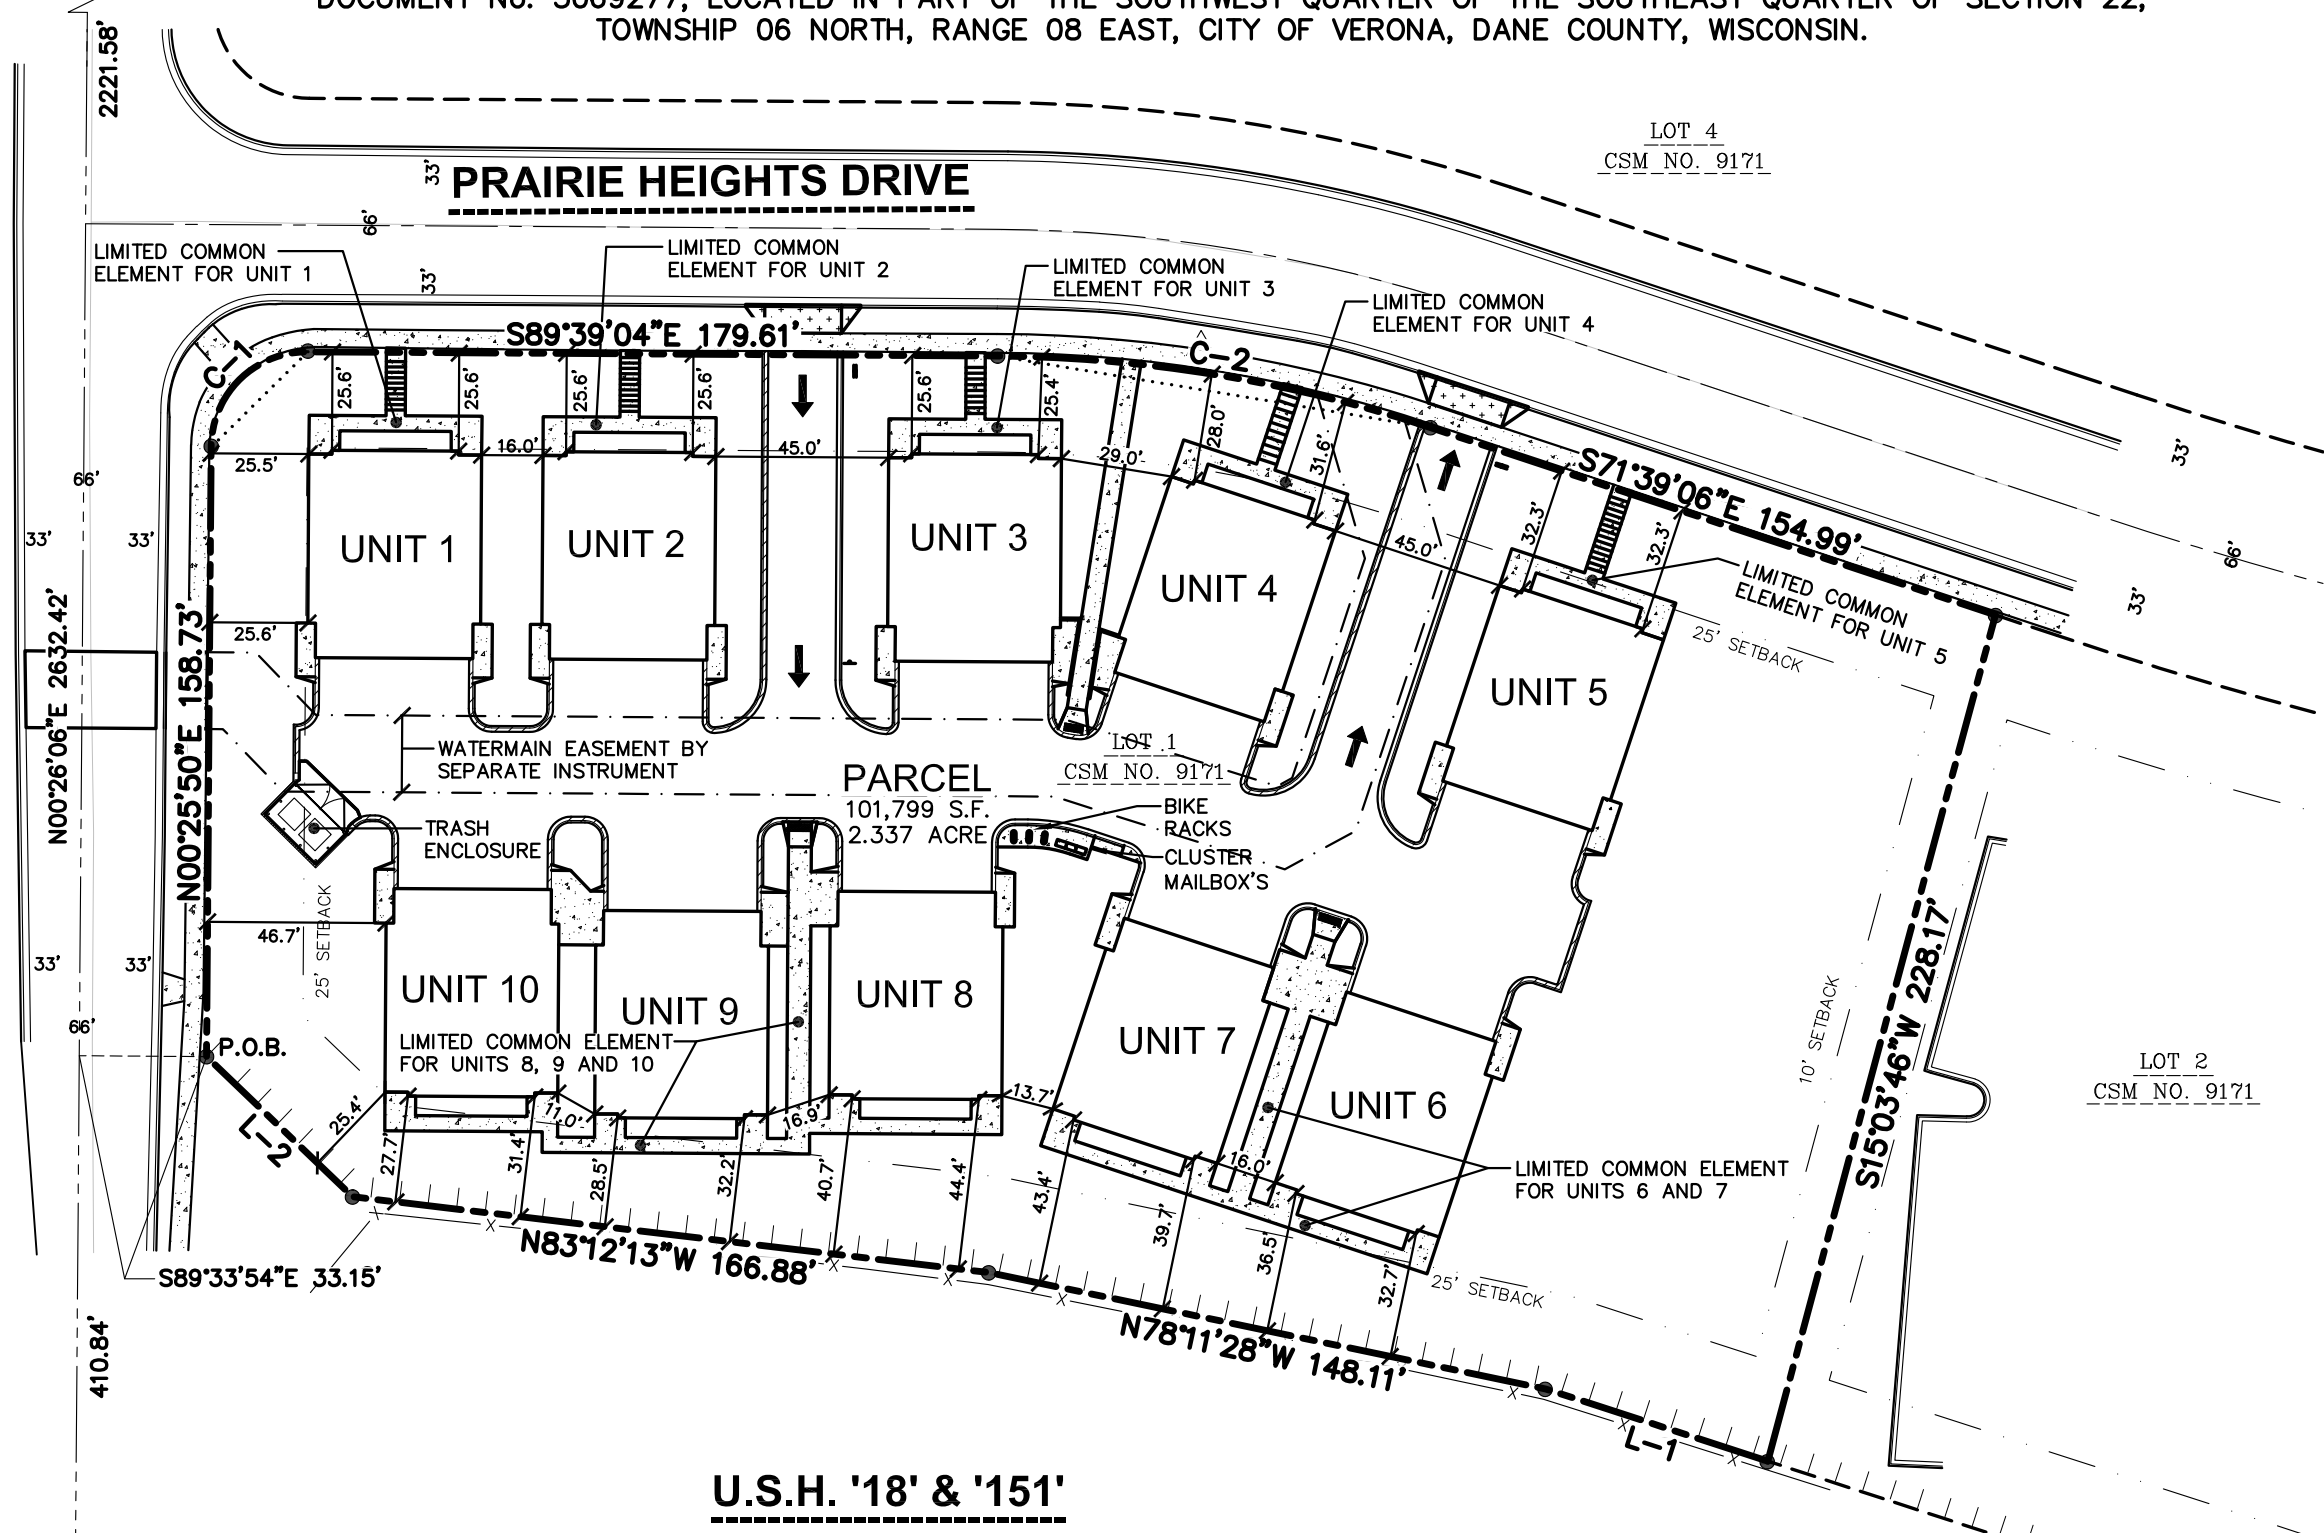 DOCUMENT NO. 5669277, LOCATED IN PART OF THE SOUTHWEST QUARTER OF THE SOUTHEAST QUARTER OF SECTION 22,
TOWNSHIP 06 NORTH, RANGE 08 EAST, CITY OF VERONA, DANE COUNTY, WISCONSIN.
2221.58'
LOT 4
CSM NO. 9171
33'
PRAIRIE HEIGHTS DRIVE
66'
33'
LIMITED COMMON
ELEMENT FOR UNIT 1
LIMITED COMMON
ELEMENT FOR UNIT 2
LIMITED COMMON
ELEMENT FOR UNIT 3
LIMITED COMMON
ELEMENT FOR UNIT 4
S89°39'04"E 179.61'
C-1
C-2
25.6'
25.6'
25.6'
25.6'
25.6'
25.4'
28.0'
31.6'
25.5'
16.0'
45.0'
29.0'
45.0'
32.3'
32.3'
S71°39'06"E 154.99'
33'
66'
33'
66'
33'
33'
UNIT 1
UNIT 2
UNIT 3
UNIT 4
UNIT 5
LIMITED COMMON
ELEMENT FOR UNIT 5
25' SETBACK
25.6'
N00°26'06"E 2632.42'
N00°25'50"E 158.73'
WATERMAIN EASEMENT BY
SEPARATE INSTRUMENT
PARCEL
101,799 S.F.
2.337 ACRE
LOT 1
CSM NO. 9171
BIKE
RACKS
CLUSTER
MAILBOX'S
TRASH
ENCLOSURE
25' SETBACK
46.7'
33'
33'
66'
UNIT 10
UNIT 9
UNIT 8
UNIT 7
UNIT 6
LIMITED COMMON ELEMENT
FOR UNITS 8, 9 AND 10
P.O.B.
10' SETBACK
S15°03'46"W 228.17'
LOT 2
CSM NO. 9171
L-2
25.4'
11.0'
16.9'
13.7'
16.0'
27.7'
31.4'
28.5'
32.2'
40.7'
44.4'
43.4'
39.7'
36.5'
32.7'
LIMITED COMMON ELEMENT
FOR UNITS 6 AND 7
N83°12'13"W 166.88'
S89°33'54"E 33.15'
25' SETBACK
N78°11'28"W 148.11'
410.84'
L-1
U.S.H. '18' & '151'